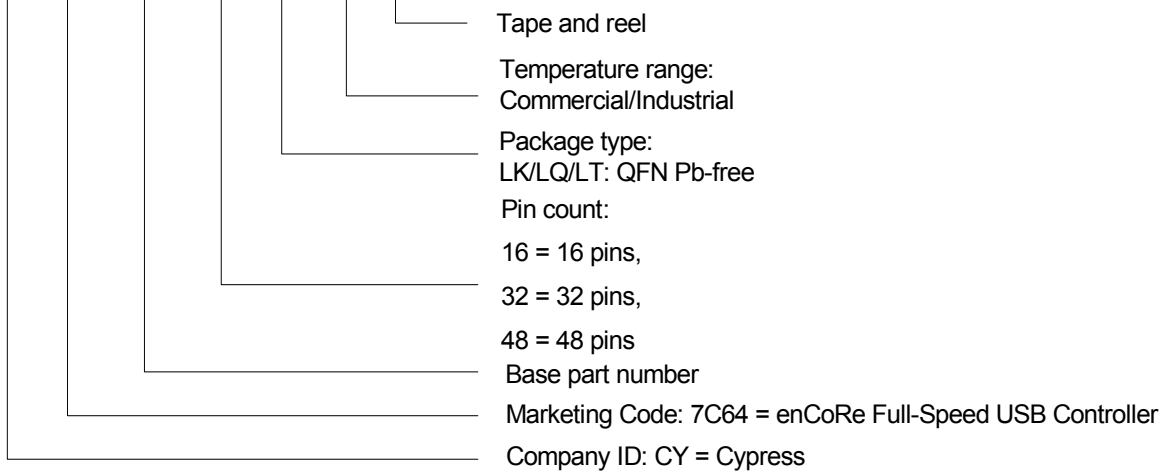 Tape and reel
Temperature range:
Commercial/Industrial
Package type:
LK/LQ/LT: QFN Pb-free
Pin count:
16 = 16 pins,
32 = 32 pins,
48 = 48 pins
Base part number
Marketing Code: 7C64 = enCoRe Full-Speed USB Controller
Company ID: CY = Cypress